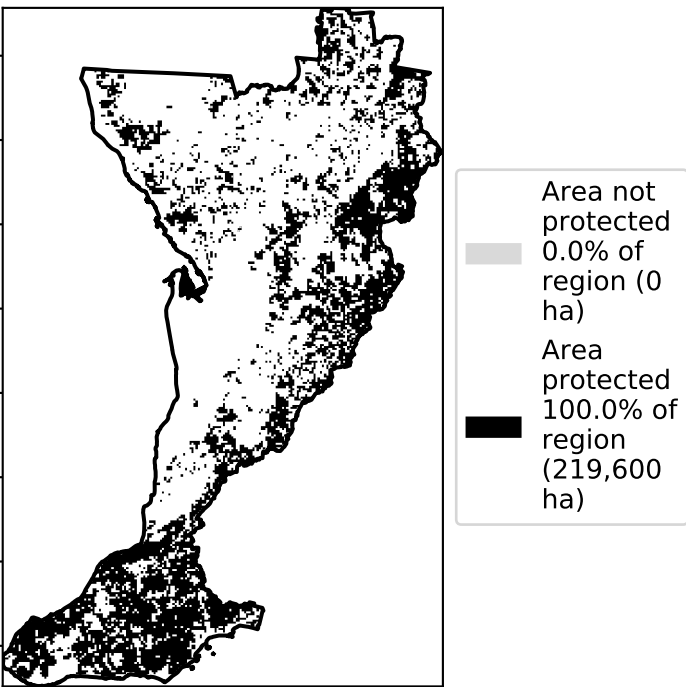 Area not
protected
0.0% of
region (0
ha)
Area
protected
100.0% of
region
(219,600
ha)